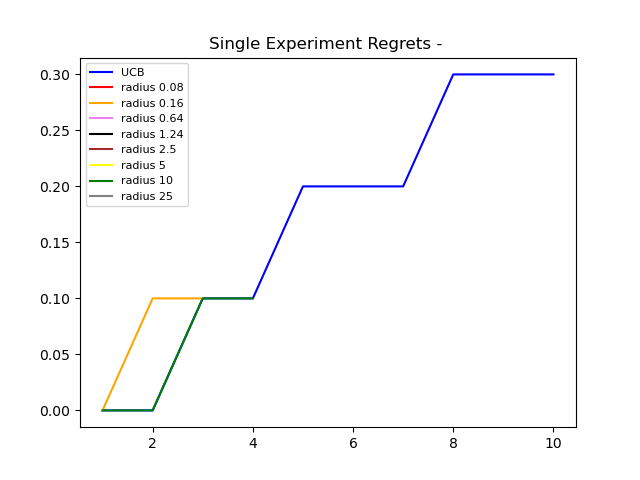 Single Experiment Regrets -
UCB
radius 0.08
radius 0.16
radius 0.64
radius 1.24
radius 2.5
radius 5
radius 10
radius 25
0.30
0.25
0.20
0.15
0.10
0.05
0.00
2 4 6 8 10